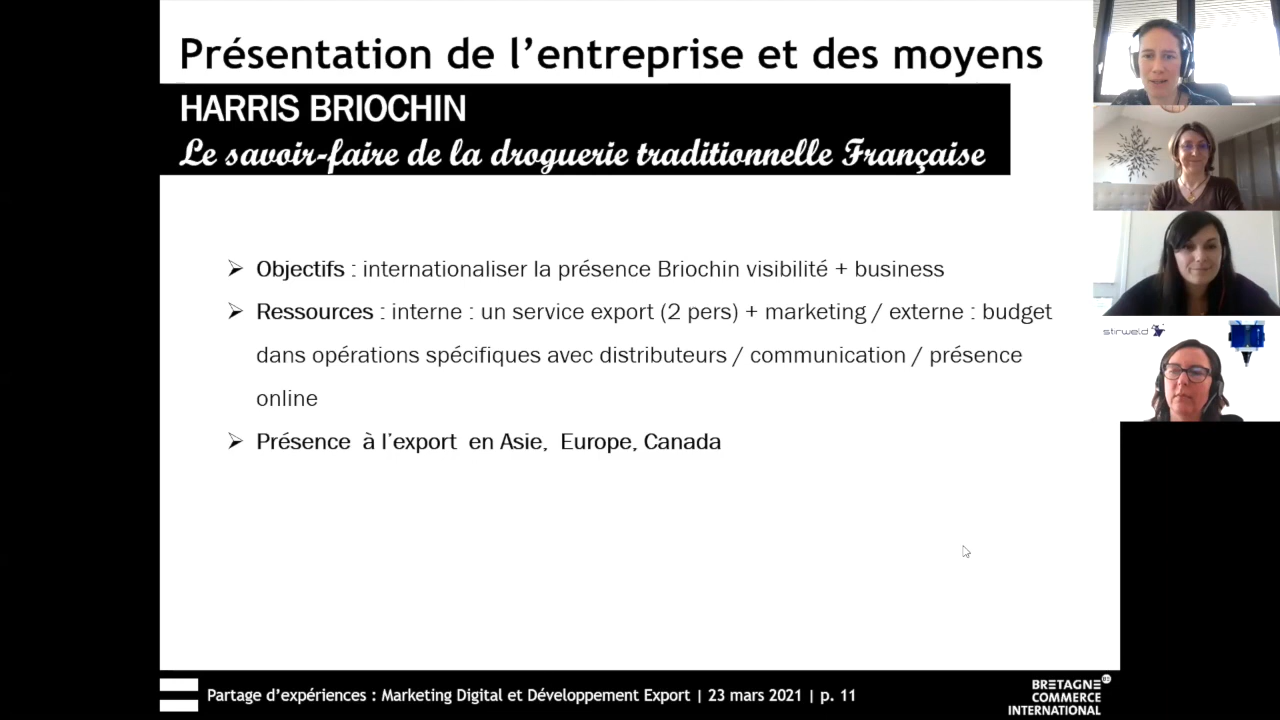 Présentation de l’entreprise et des moyens
HARRIS BRIOCHIN
Le savoir-faire de la droguerie traditionnelle Française
➢ Objectifs : internationaliser la présence Briochin visibilité + business
➢ Ressources : interne : un service export (2 pers) + marketing / externe : budget
dans opérations spécifiques avec distributeurs / communication / présence
online
➢ Présence à l’export en Asie, Europe, Canada
stirweld
Partage d’expériences : Marketing Digital et Développement Export | 23 mars 2021 | p. 11
BRETAGNE
COMMERCE
INTERNATIONAL